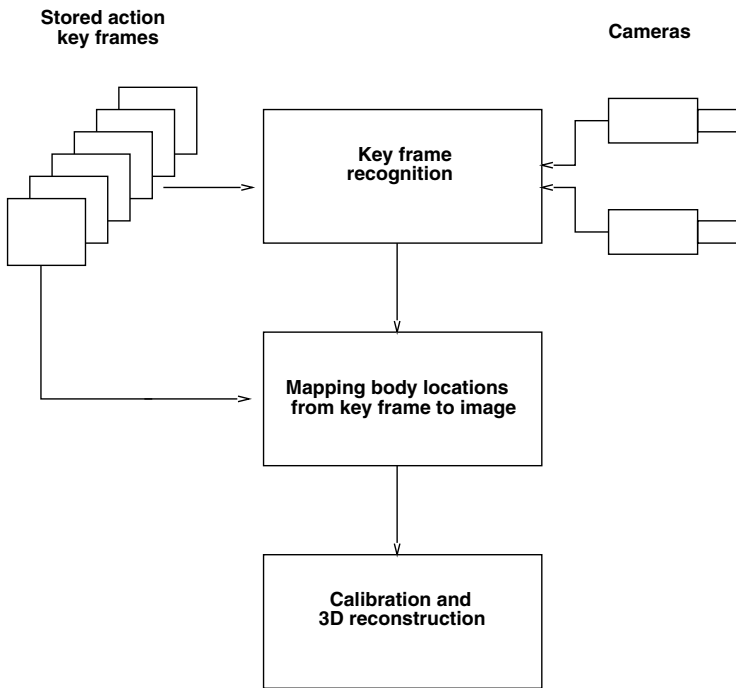 Stored action
key frames
Cameras
Key frame
recognition
Mapping body locations
from key frame to image
Calibration and
3D reconstruction